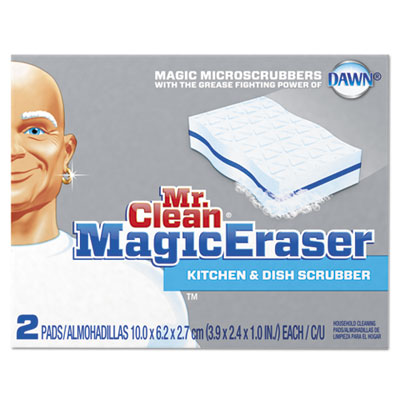 MAGIC MICROSCRUBBERS
WITH THE GREASE FIGHTING POWER OF
DAWN®
Mr.
Clean®
MagicEraser
KITCHEN & DISH SCRUBBER
TM
2 PADS/ALMOHADILLAS 10.0 x 6.2 x 2.7 cm (3.9 x 2.4 x 1.0 IN.) EACH / C/U
HOUSEHOLD CLEANING
PADS/ALMOHADILLAS DE
LIMPIEZA PARA EL HOGAR